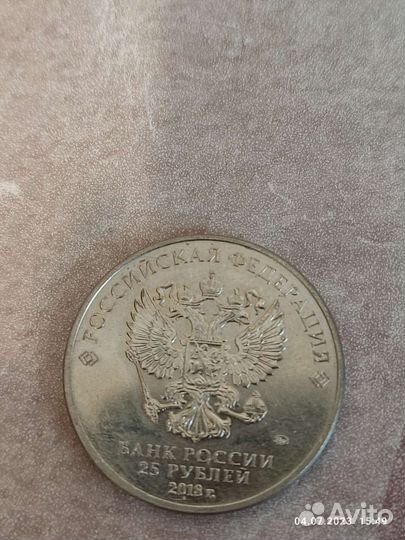 РОССИЙСКАЯ ФЕДЕРАЦИЯ
БАНК РОССИИ
25 РУБЛЕЙ
2018 г.
04.07.2023 15:49
Avito